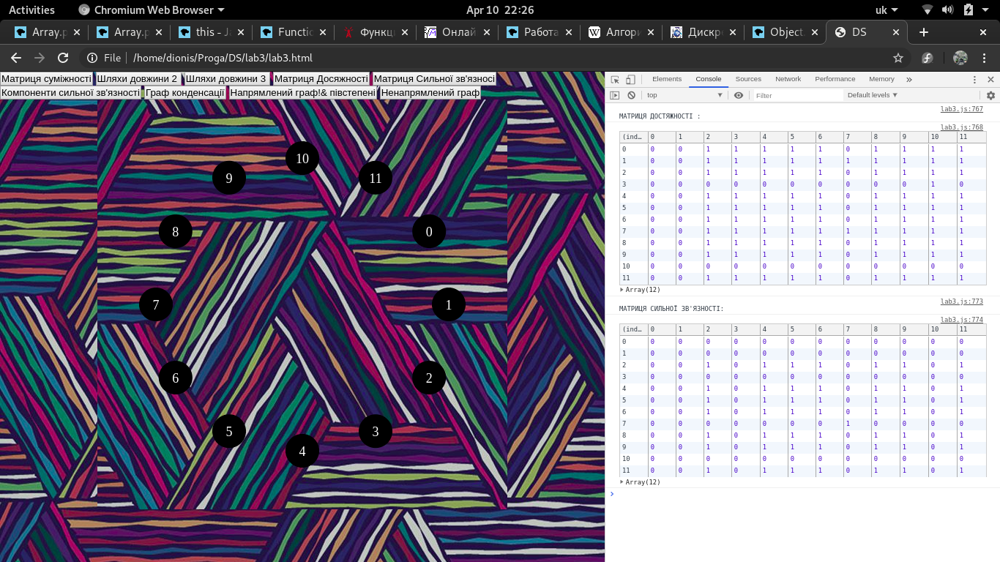 Activities Chromium Web Browser Apr 10 22:26 uk
Array.p Array.p this - Ja Functio Функц Онлай Работа Алгори Дискре Object. DS
File /home/dionis/Proga/DS/lab3/lab3.html
Матриця суміжності Шляхи довжини 2 Шляхи довжини 3 Матриця Досяжності Матриця Сильної зв'язносі
Компоненти сильної зв'язності Граф конденсації Напрямлений граф!& півстепені Ненапрямлений граф
10
9 11
8 0
7 1
6 2
5 3
4
Elements Console Sources Network Performance Memory »
top Filter Default levels
lab3.js:767
МАТРИЦЯ ДОСТЯЖНОСТІ :
lab3.js:768
(ind… 0 1 2 3 4 5 6 7 8 9 10 11
0 0 0 1 1 1 1 1 0 1 1 1 1
1 0 0 1 1 1 1 1 1 1 1 1 1
2 0 0 1 1 1 1 1 0 1 1 1 1
3 0 0 0 0 0 0 0 0 0 0 1 0
4 0 0 1 1 1 1 1 0 1 1 1 1
5 0 0 1 1 1 1 1 0 1 1 1 1
6 0 0 1 1 1 1 1 0 1 1 1 1
7 0 0 1 1 1 1 1 1 1 1 1 1
8 0 0 1 1 1 1 1 0 1 1 1 1
9 0 0 1 1 1 1 1 0 1 1 1 1
10 0 0 0 0 0 0 0 0 0 0 0 0
11 0 0 1 1 1 1 1 0 1 1 1 1
Array(12)
lab3.js:773
МАТРИЦЯ СИЛЬНОЇ ЗВ'ЯЗНОСТІ:
lab3.js:774
(ind… 0 1 2 3 4 5 6 7 8 9 10 11
0 0 0 0 0 0 0 0 0 0 0 0 0
1 0 0 0 0 0 0 0 0 0 0 0 0
2 0 0 1 0 1 1 1 0 1 1 0 1
3 0 0 0 0 0 0 0 0 0 0 0 0
4 0 0 1 0 1 1 1 0 1 1 0 1
5 0 0 1 0 1 1 1 0 1 1 0 1
6 0 0 1 0 1 1 1 0 1 1 0 1
7 0 0 0 0 0 0 0 1 0 0 0 0
8 0 0 1 0 1 1 1 0 1 1 0 1
9 0 0 1 0 1 1 1 0 1 1 0 1
10 0 0 0 0 0 0 0 0 0 0 0 0
11 0 0 1 0 1 1 1 0 1 1 0 1
Array(12)